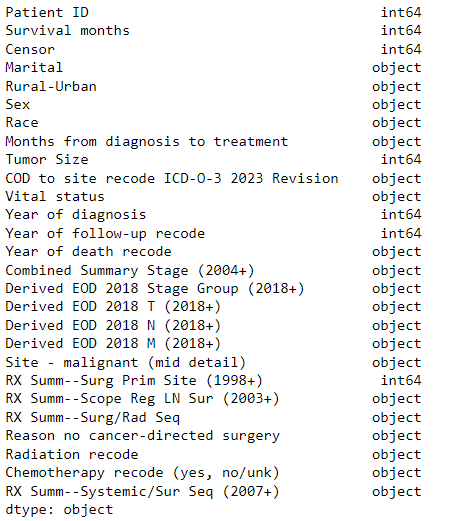 Patient ID int64
Survival months int64
Censor int64
Marital object
Rural-Urban object
Sex object
Race object
Months from diagnosis to treatment object
Tumor Size int64
COD to site recode ICD-O-3 2023 Revision object
Vital status object
Year of diagnosis int64
Year of follow-up recode int64
Year of death recode object
Combined Summary Stage (2004+) object
Derived EOD 2018 Stage Group (2018+) object
Derived EOD 2018 T (2018+) object
Derived EOD 2018 N (2018+) object
Derived EOD 2018 M (2018+) object
Site - malignant (mid detail) object
RX Summ--Surg Prim Site (1998+) int64
RX Summ--Scope Reg LN Sur (2003+) object
RX Summ--Surg/Rad Seq object
Reason no cancer-directed surgery object
Radiation recode object
Chemotherapy recode (yes, no/unk) object
RX Summ--Systemic/Sur Seq (2007+) object
dtype: object